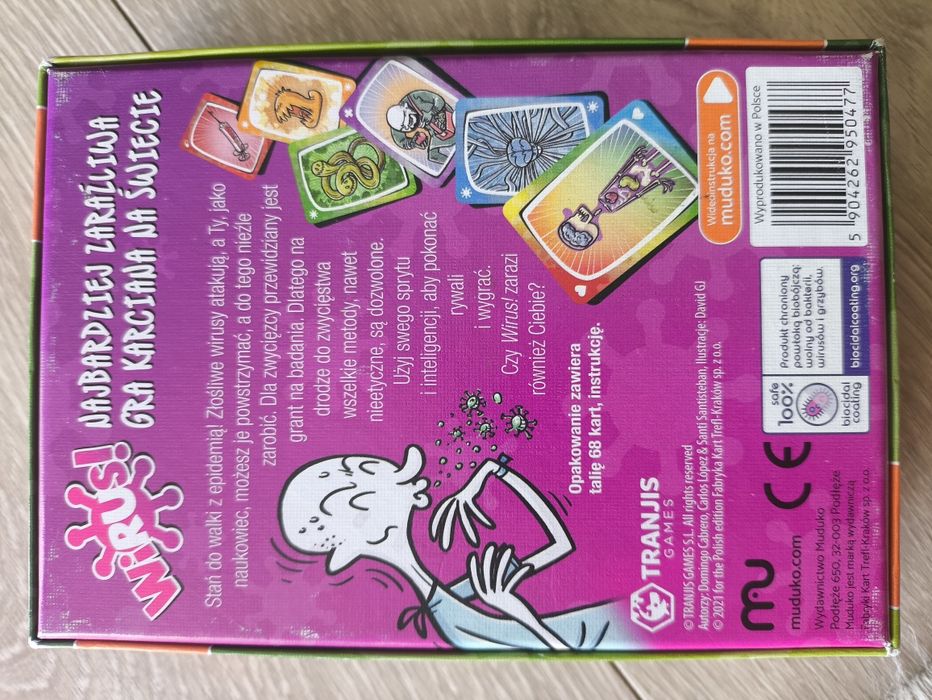 WiRUS!
NAJBARDZIEJ ZARAŹLIWA
GRA KARCIANA NA ŚWIECIE
Stań do walki z epidemią! Złośliwe wirusy atakują, a Ty, jako
naukowiec, możesz je powstrzymać, a do tego nieźle
zarobić. Dla zwycięzcy przewidziany jest
grant na badania. Dlatego na
drodze do zwycięstwa
wszelkie metody, nawet
nieetyczne, są dozwolone.
Użyj swego sprytu
i inteligencji, aby pokonać
rywali
i wygrać.
Czy Wirus! zarazi
również Ciebie?
Opakowanie zawiera
talię 68 kart, instrukcję.
TRANJIS
GAMES
© TRANJIS GAMES S.L. All rights reserved
Autorzy: Domingo Cabrero, Carlos López & Santi Santisteban, Ilustracje: David GJ
© 2021 for the Polish edition Fabryka Kart Trefl-Kraków sp. z o.o.
muduko.com
Wydawnictwo Muduko
Podłęże 650, 32-003 Podłęże
Muduko jest marką wydawniczą
Fabryki Kart Trefl-Kraków sp. z o.o.
CE
safe
100%
biocidal
coating
Produkt chroniony
powłoką biobójczą:
wolny od bakterii,
wirusów i grzybów.
biocidalcoating.org
Wideoinstrukcja na
muduko.com
Wyprodukowano w Polsce
5 904262 950477